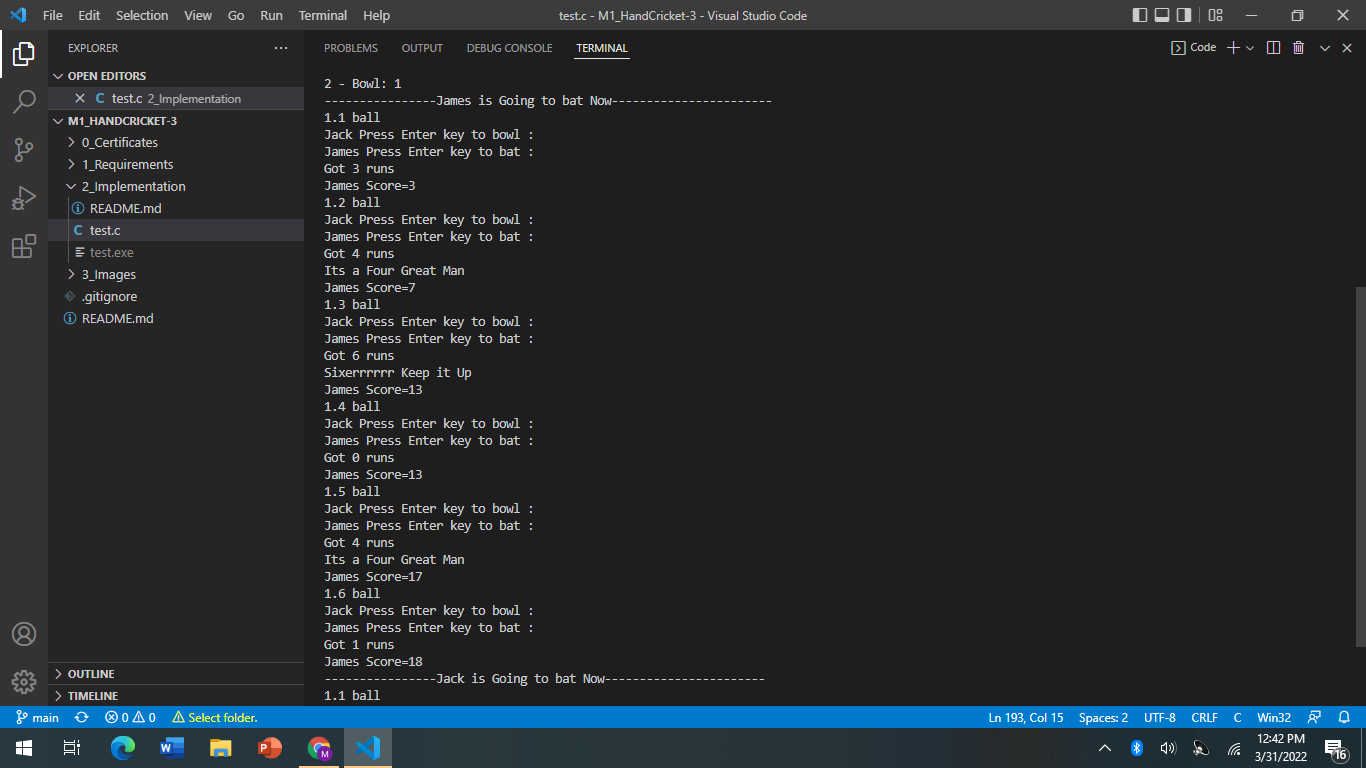 File Edit Selection View Go Run Terminal Help test.c - M1_HandCricket-3 - Visual Studio Code
EXPLORER
OPEN EDITORS
C test.c 2_Implementation
M1_HANDCRICKET-3
0_Certificates
1_Requirements
2_Implementation
README.md
C test.c
test.exe
3_Images
.gitignore
README.md
OUTLINE
TIMELINE
PROBLEMS OUTPUT DEBUG CONSOLE TERMINAL Code
2 - Bowl: 1
----------------James is Going to bat Now-----------------------
1.1 ball
Jack Press Enter key to bowl :
James Press Enter key to bat :
Got 3 runs
James Score=3
1.2 ball
Jack Press Enter key to bowl :
James Press Enter key to bat :
Got 4 runs
Its a Four Great Man
James Score=7
1.3 ball
Jack Press Enter key to bowl :
James Press Enter key to bat :
Got 6 runs
Sixerrrrrr Keep it Up
James Score=13
1.4 ball
Jack Press Enter key to bowl :
James Press Enter key to bat :
Got 0 runs
James Score=13
1.5 ball
Jack Press Enter key to bowl :
James Press Enter key to bat :
Got 4 runs
Its a Four Great Man
James Score=17
1.6 ball
Jack Press Enter key to bowl :
James Press Enter key to bat :
Got 1 runs
James Score=18
----------------Jack is Going to bat Now-----------------------
1.1 ball
main 0 0 Select folder. Ln 193, Col 15 Spaces: 2 UTF-8 CRLF C Win32
12:42 PM
3/31/2022
16